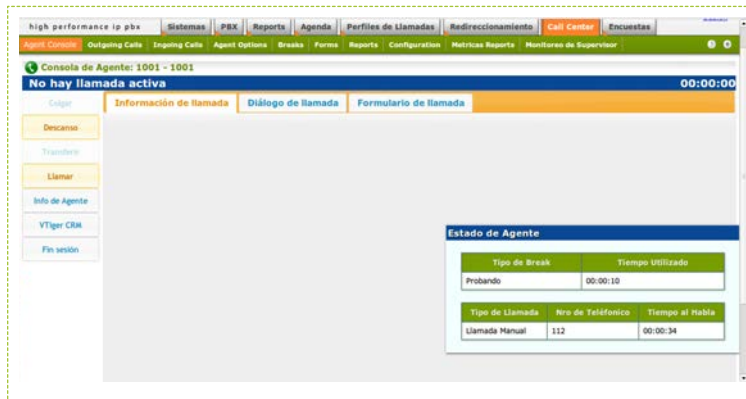 high performance ip pbx Sistemas PBX Reports Agenda Perfiles de Llamadas Redireccionamiento Call Center Encuestas
Agent Console Outgoing Calls Ingoing Calls Agent Options Breaks Forms Reports Configuration Metricas Reporte Monitoreo de Supervisor
Consola de Agente: 1001 - 1001
No hay llamada activa 00:00:00
Colgar Información de llamada Diálogo de llamada Formulario de llamada
Descanso
Transferir
Llamar
Info de Agente
VTiger CRM
Fin sesión
Estado de Agente
Tipo de Break Tiempo Utilizado
Probando 00:00:10
Tipo de Llamada Nro de Teléfonico Tiempo al Habla
Llamada Manual 112 00:00:34